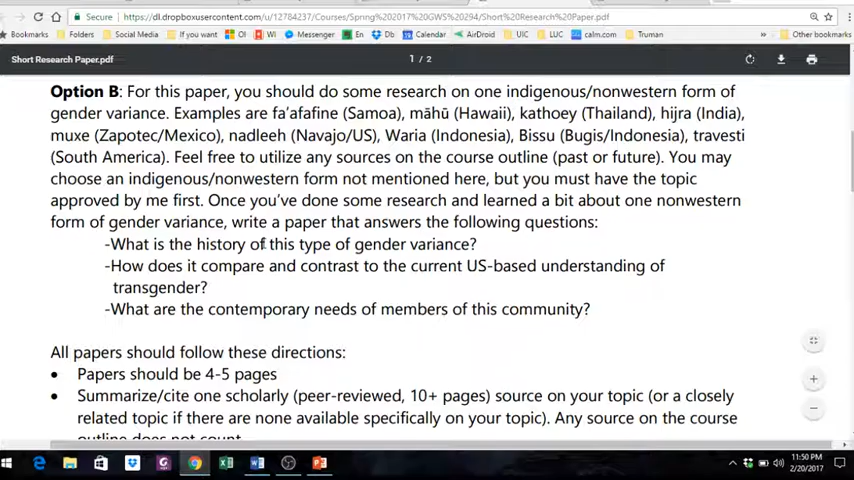 Secure
https://dl.dropboxusercontent.com/u/12784237/Courses/Spring%202017%20GWS%20294/Short%20Research%20Paper.pdf
Bookmarks Folders Social Media If you want OI WI Messenger En Db Calendar AirDroid UIC LUC calm.com Truman Other bookmarks
Short Research Paper.pdf 1 / 2
Option B: For this paper, you should do some research on one indigenous/nonwestern form of
gender variance. Examples are fa'afafine (Samoa), māhū (Hawaii), kathoey (Thailand), hijra (India),
muxe (Zapotec/Mexico), nadleeh (Navajo/US), Waria (Indonesia), Bissu (Bugis/Indonesia), travesti
(South America). Feel free to utilize any sources on the course outline (past or future). You may
choose an indigenous/nonwestern form not mentioned here, but you must have the topic
approved by me first. Once you've done some research and learned a bit about one nonwestern
form of gender variance, write a paper that answers the following questions:
-What is the history of this type of gender variance?
-How does it compare and contrast to the current US-based understanding of
transgender?
-What are the contemporary needs of members of this community?
All papers should follow these directions:
• Papers should be 4-5 pages
• Summarize/cite one scholarly (peer-reviewed, 10+ pages) source on your topic (or a closely
related topic if there are none available specifically on your topic). Any source on the course
outline does not count
11:50 PM
2/20/2017